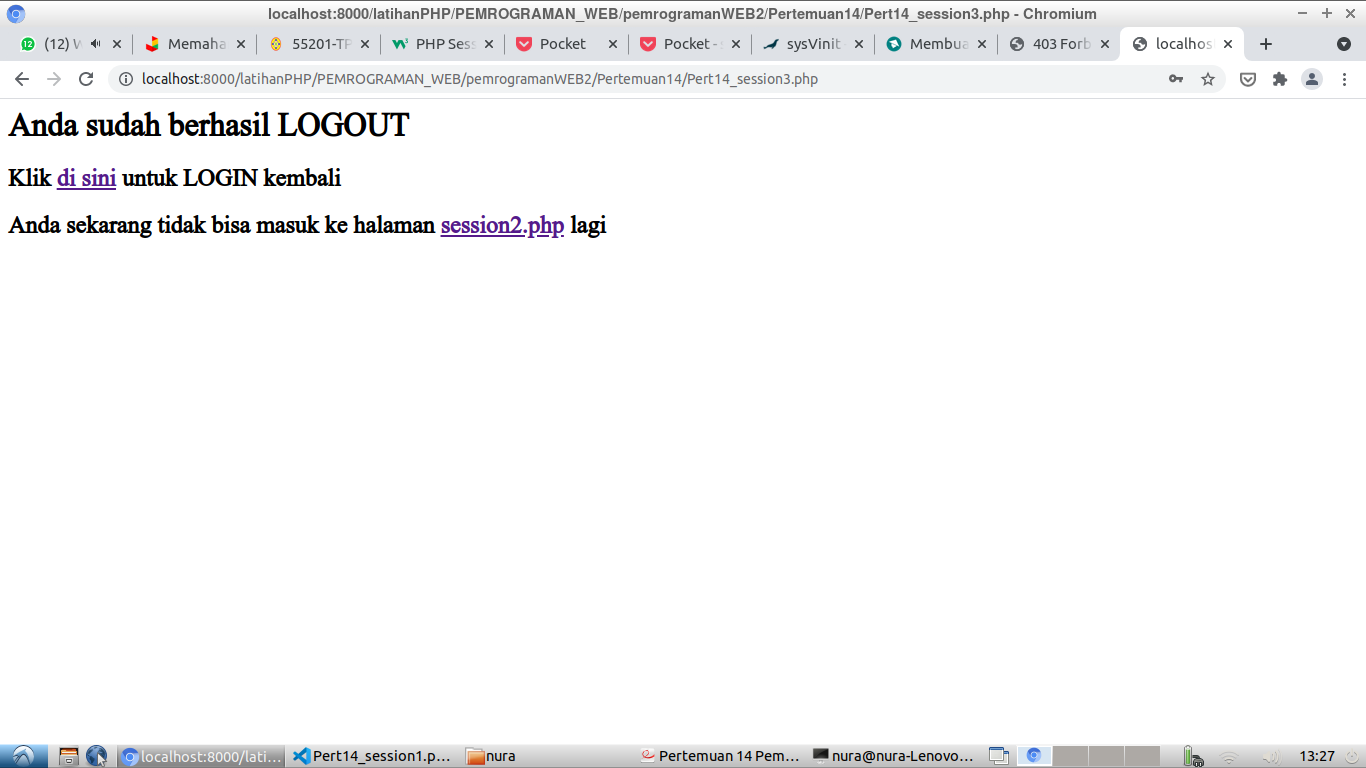 localhost:8000/latihanPHP/PEMROGRAMAN_WEB/pemrogramanWEB2/Pertemuan14/Pert14_session3.php - Chromium
(12) W Memaha 55201-TP PHP Ses Pocket Pocket - sysVinit Membua 403 Forb localhos
localhost:8000/latihanPHP/PEMROGRAMAN_WEB/pemrogramanWEB2/Pertemuan14/Pert14_session3.php
Anda sudah berhasil LOGOUT
Klik di sini untuk LOGIN kembali
Anda sekarang tidak bisa masuk ke halaman session2.php lagi
localhost:8000/lati... Pert14_session1.p... nura Pertemuan 14 Pem... nura@nura-Lenovo... 13:27